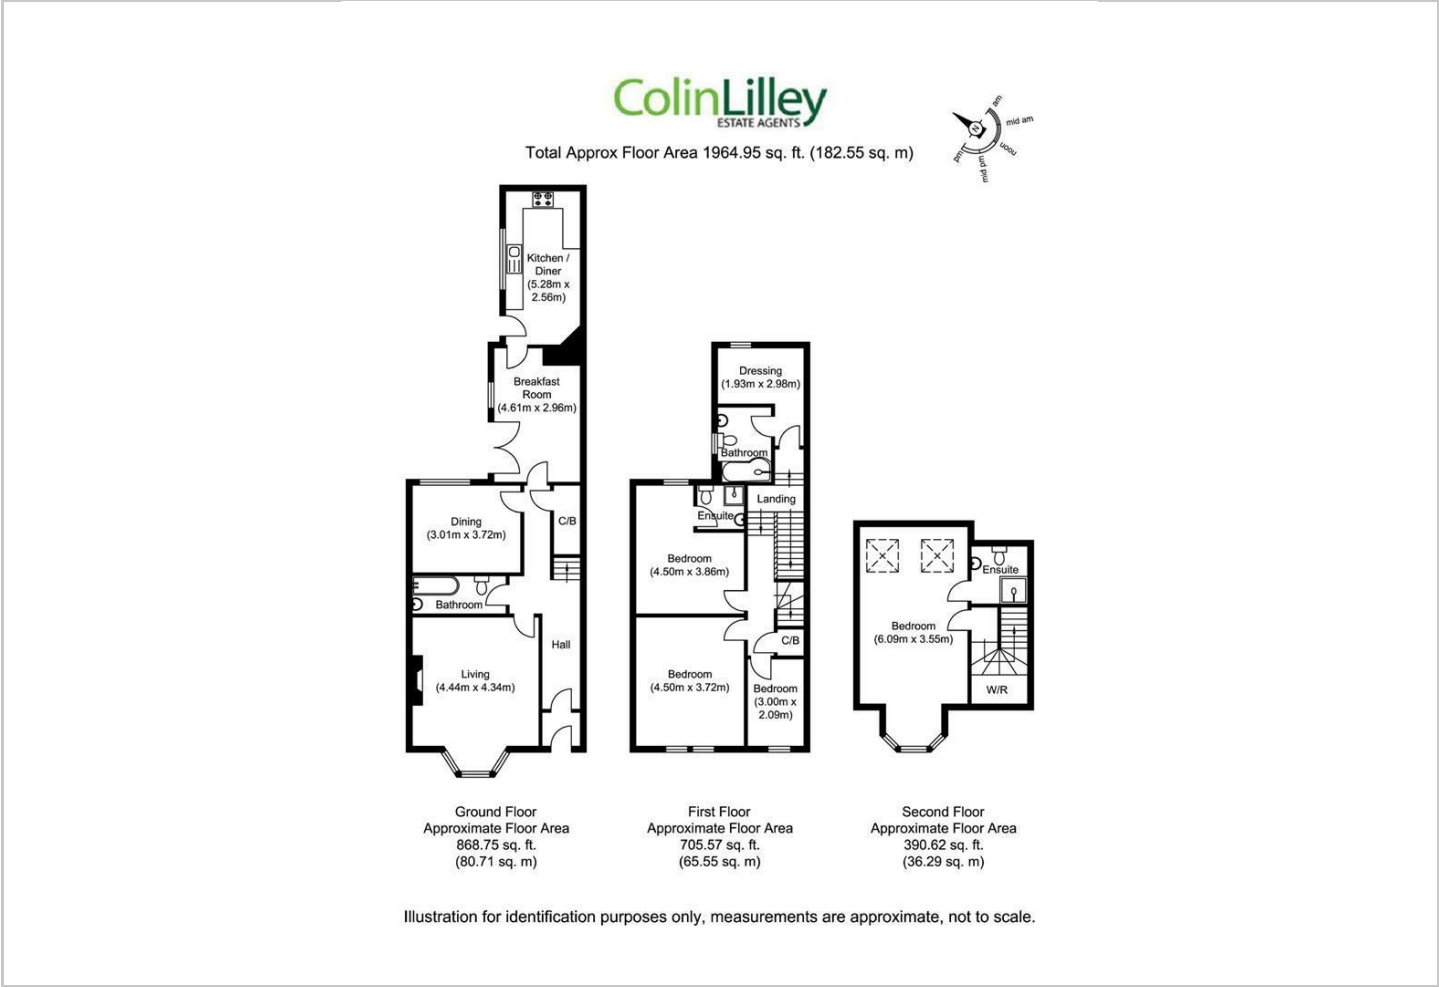 ColinLilley
ESTATE AGENTS
Total Approx Floor Area 1964.95 sq. ft. (182.55 sq. m)
N
am
mid am
noon
mid pm
pm
Kitchen /
Diner
(5.28m x
2.56m)
Breakfast
Room
(4.61m x 2.96m)
Dining
(3.01m x 3.72m)
C/B
Bathroom
Hall
Living
(4.44m x 4.34m)
Dressing
(1.93m x 2.98m)
Bathroom
Landing
Ensuite
Bedroom
(4.50m x 3.86m)
C/B
Bedroom
(4.50m x 3.72m)
Bedroom
(3.00m x
2.09m)
Ensuite
Bedroom
(6.09m x 3.55m)
W/R
Ground Floor
Approximate Floor Area
868.75 sq. ft.
(80.71 sq. m)
First Floor
Approximate Floor Area
705.57 sq. ft.
(65.55 sq. m)
Second Floor
Approximate Floor Area
390.62 sq. ft.
(36.29 sq. m)
Illustration for identification purposes only, measurements are approximate, not to scale.